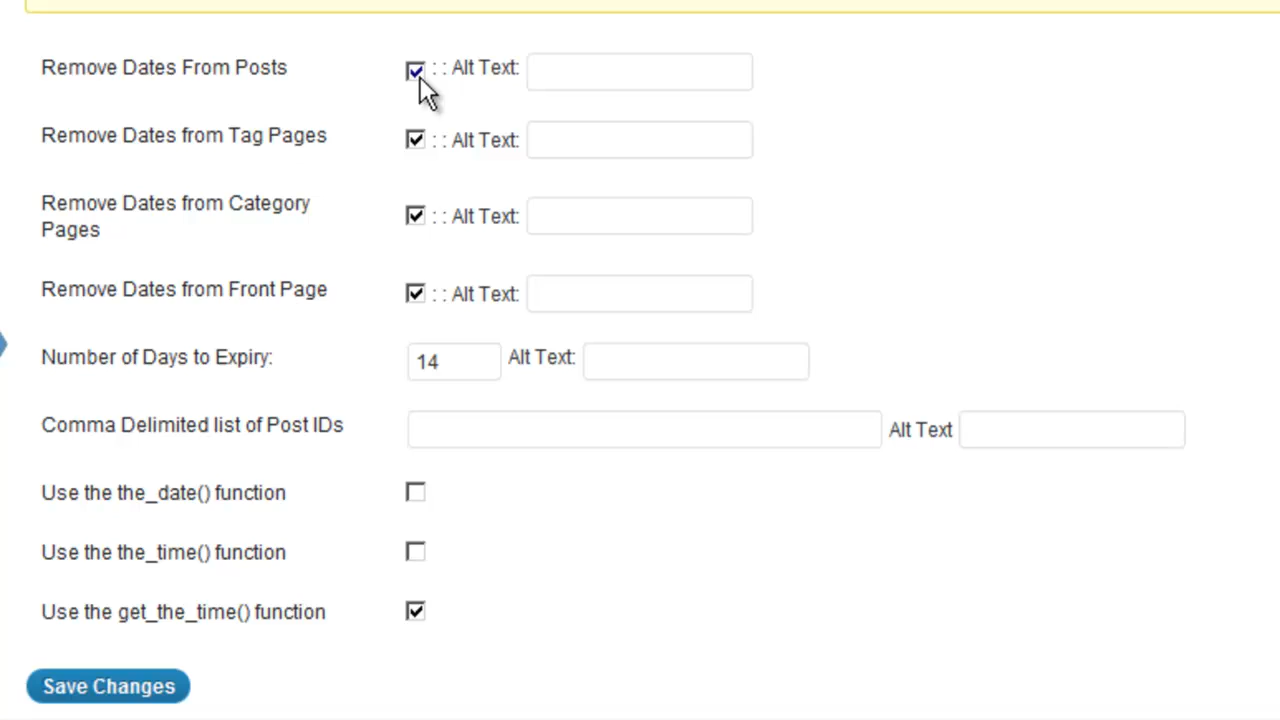 Remove Dates From Posts : : Alt Text:
Remove Dates from Tag Pages : : Alt Text:
Remove Dates from Category : : Alt Text:
Pages
Remove Dates from Front Page : : Alt Text:
Number of Days to Expiry: 14 Alt Text:
Comma Delimited list of Post IDs Alt Text
Use the the_date() function
Use the the_time() function
Use the get_the_time() function
Save Changes